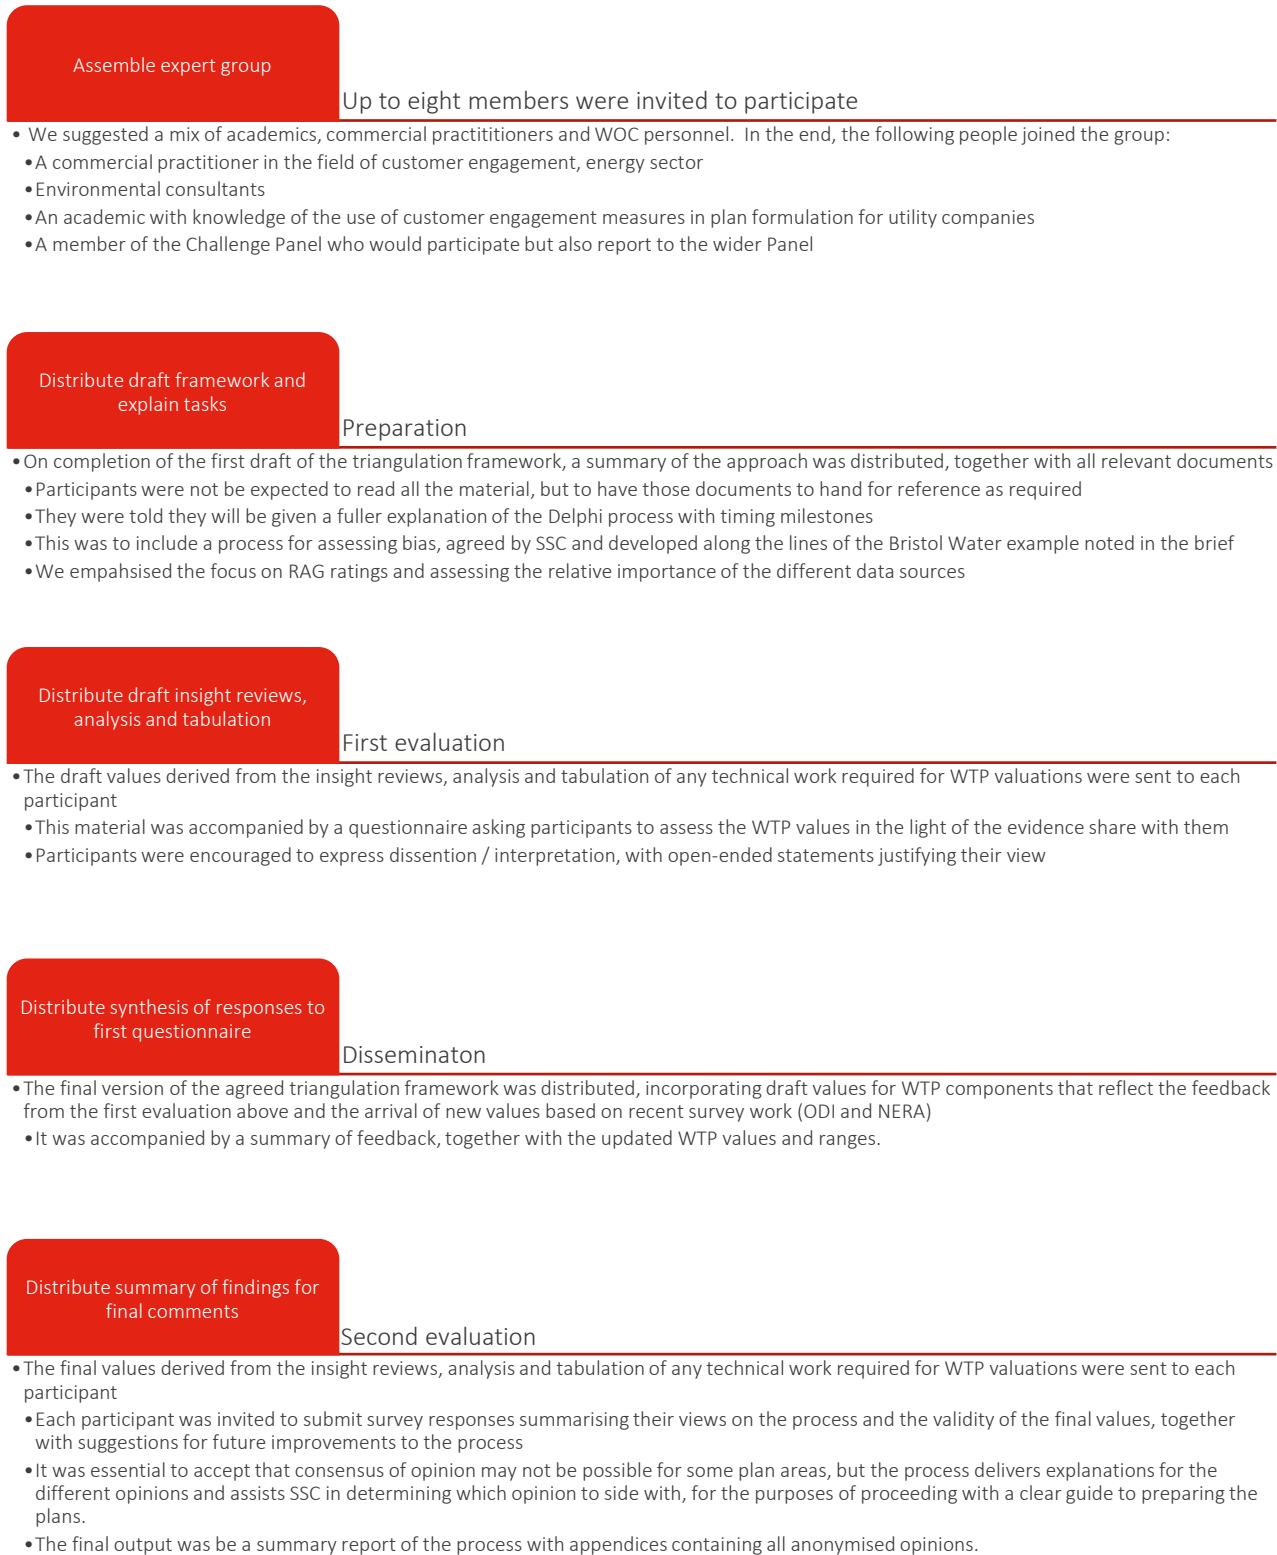 Assemble expert group
Up to eight members were invited to participate
• We suggested a mix of academics, commercial practititioners and WOC personnel. In the end, the following people joined the group:
•A commercial practitioner in the field of customer engagement, energy sector
•Environmental consultants
•An academic with knowledge of the use of customer engagement measures in plan formulation for utility companies
•A member of the Challenge Panel who would participate but also report to the wider Panel
Distribute draft framework and
explain tasks
Preparation
•On completion of the first draft of the triangulation framework, a summary of the approach was distributed, together with all relevant documents
•Participants were not be expected to read all the material, but to have those documents to hand for reference as required
•They were told they will be given a fuller explanation of the Delphi process with timing milestones
•This was to include a process for assessing bias, agreed by SSC and developed along the lines of the Bristol Water example noted in the brief
•We empahsised the focus on RAG ratings and assessing the relative importance of the different data sources
Distribute draft insight reviews,
analysis and tabulation
First evaluation
•The draft values derived from the insight reviews, analysis and tabulation of any technical work required for WTP valuations were sent to each
participant
•This material was accompanied by a questionnaire asking participants to assess the WTP values in the light of the evidence share with them
•Participants were encouraged to express dissention / interpretation, with open-ended statements justifying their view
Distribute synthesis of responses to
first questionnaire
Disseminaton
•The final version of the agreed triangulation framework was distributed, incorporating draft values for WTP components that reflect the feedback
from the first evaluation above and the arrival of new values based on recent survey work (ODI and NERA)
•It was accompanied by a summary of feedback, together with the updated WTP values and ranges.
Distribute summary of findings for
final comments
Second evaluation
•The final values derived from the insight reviews, analysis and tabulation of any technical work required for WTP valuations were sent to each
participant
•Each participant was invited to submit survey responses summarising their views on the process and the validity of the final values, together
with suggestions for future improvements to the process
•It was essential to accept that consensus of opinion may not be possible for some plan areas, but the process delivers explanations for the
different opinions and assists SSC in determining which opinion to side with, for the purposes of proceeding with a clear guide to preparing the
plans.
•The final output was be a summary report of the process with appendices containing all anonymised opinions.